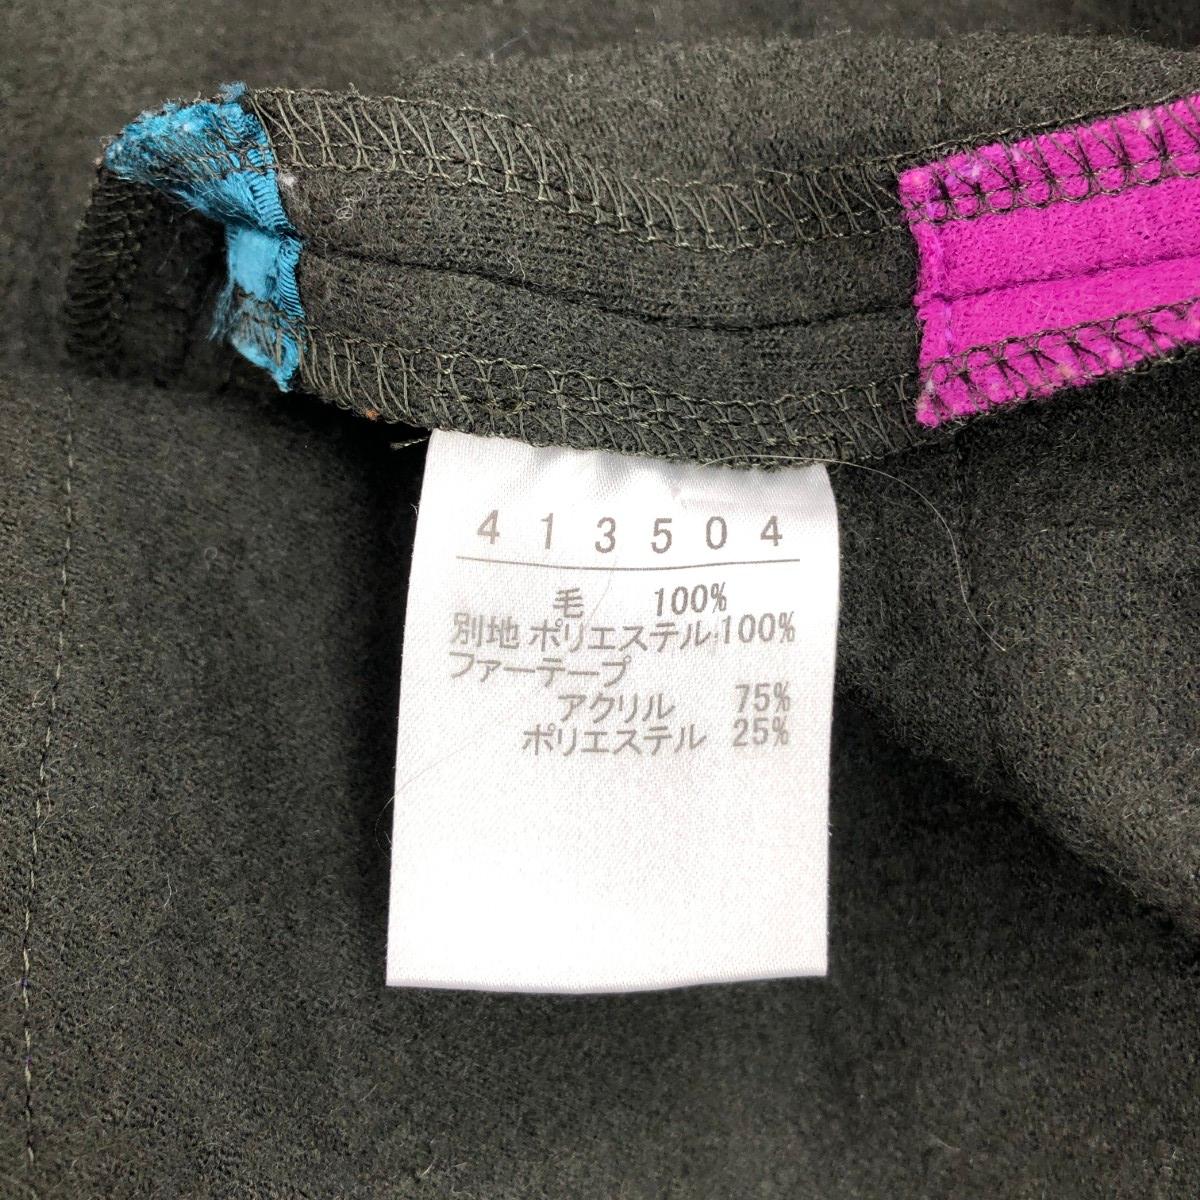 413504
毛 100%
別地 ポリエステル 100%
ファーテープ
アクリル 75%
ポリエステル 25%